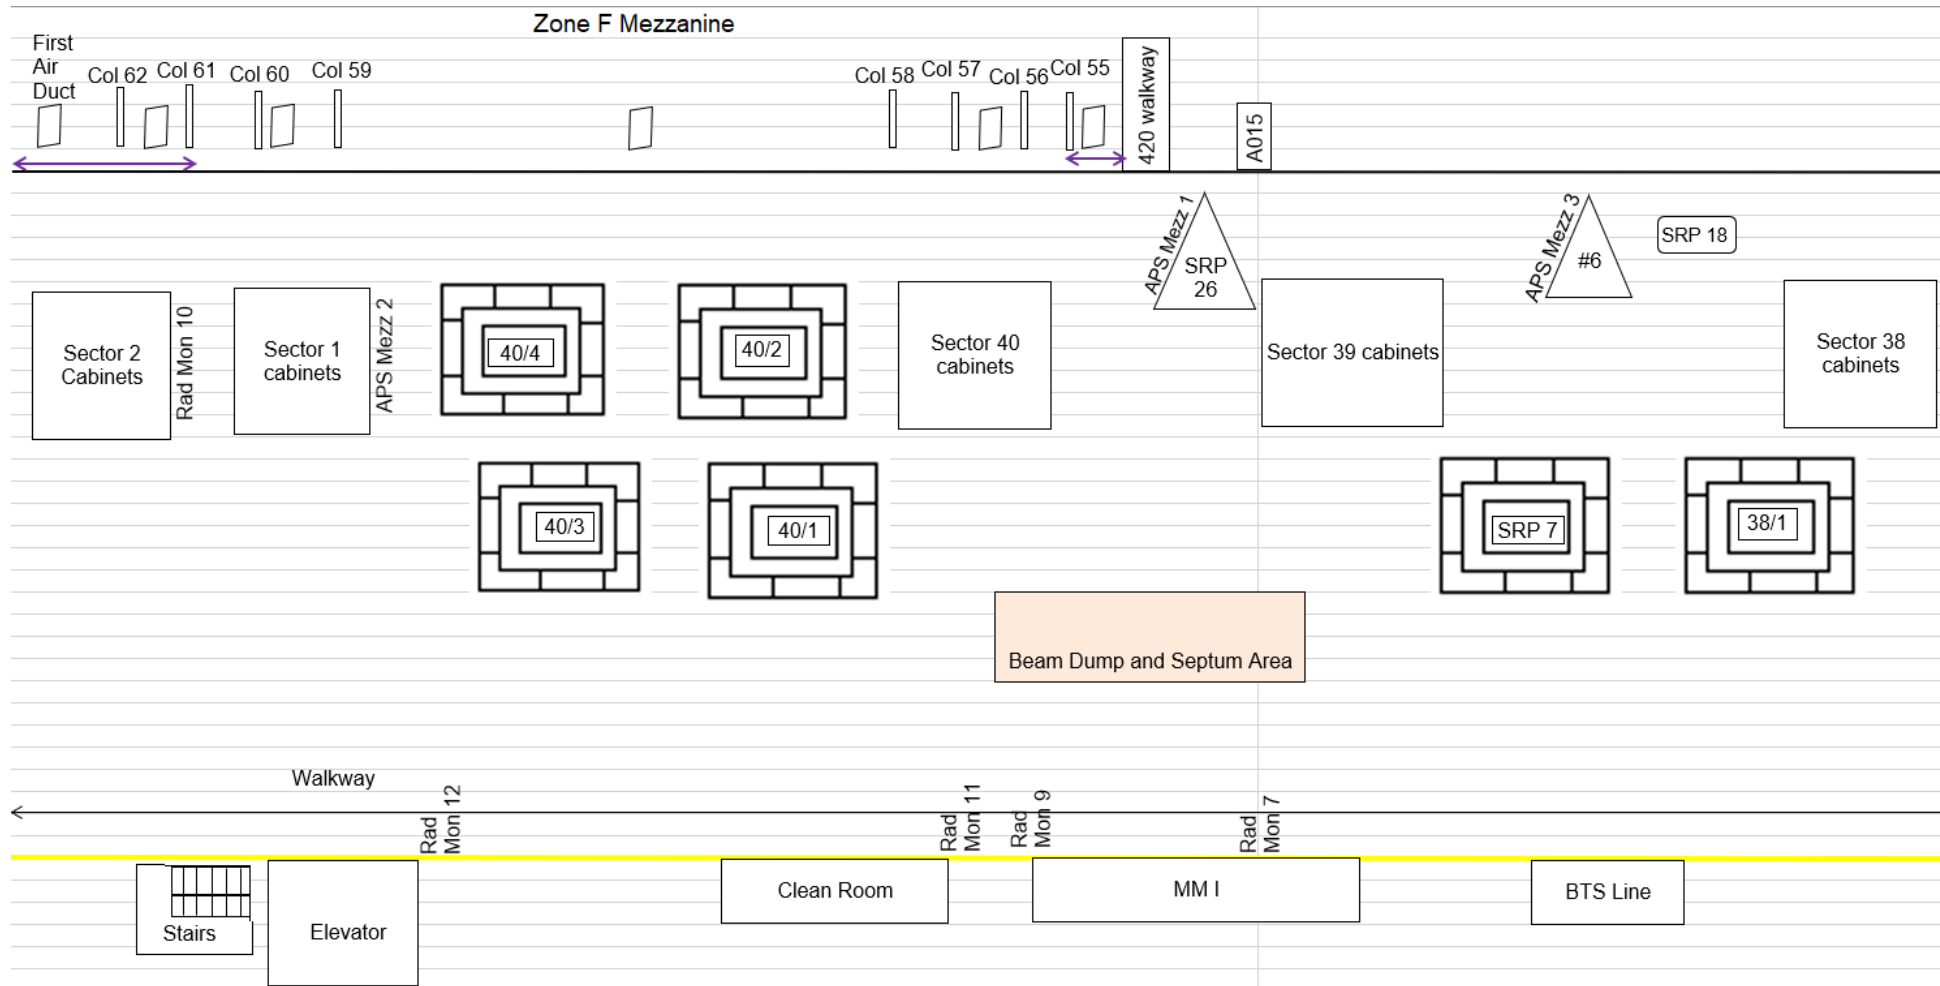 Zone F Mezzanine
First
Air
Duct
Col 62
Col 61
Col 60
Col 59
Col 58
Col 57
Col 56
Col 55
420 walkway
A015
APS Mezz 1
SRP
26
APS Mezz 3
#6
SRP 18
Sector 2
Cabinets
Rad Mon 10
Sector 1
cabinets
APS Mezz 2
40/4
40/2
Sector 40
cabinets
Sector 39 cabinets
Sector 38
cabinets
40/3
40/1
SRP 7
38/1
Beam Dump and Septum Area
Walkway
Rad
Mon 12
Rad
Mon 11
Rad
Mon 9
Rad
Mon 7
Stairs
Elevator
Clean Room
MM I
BTS Line